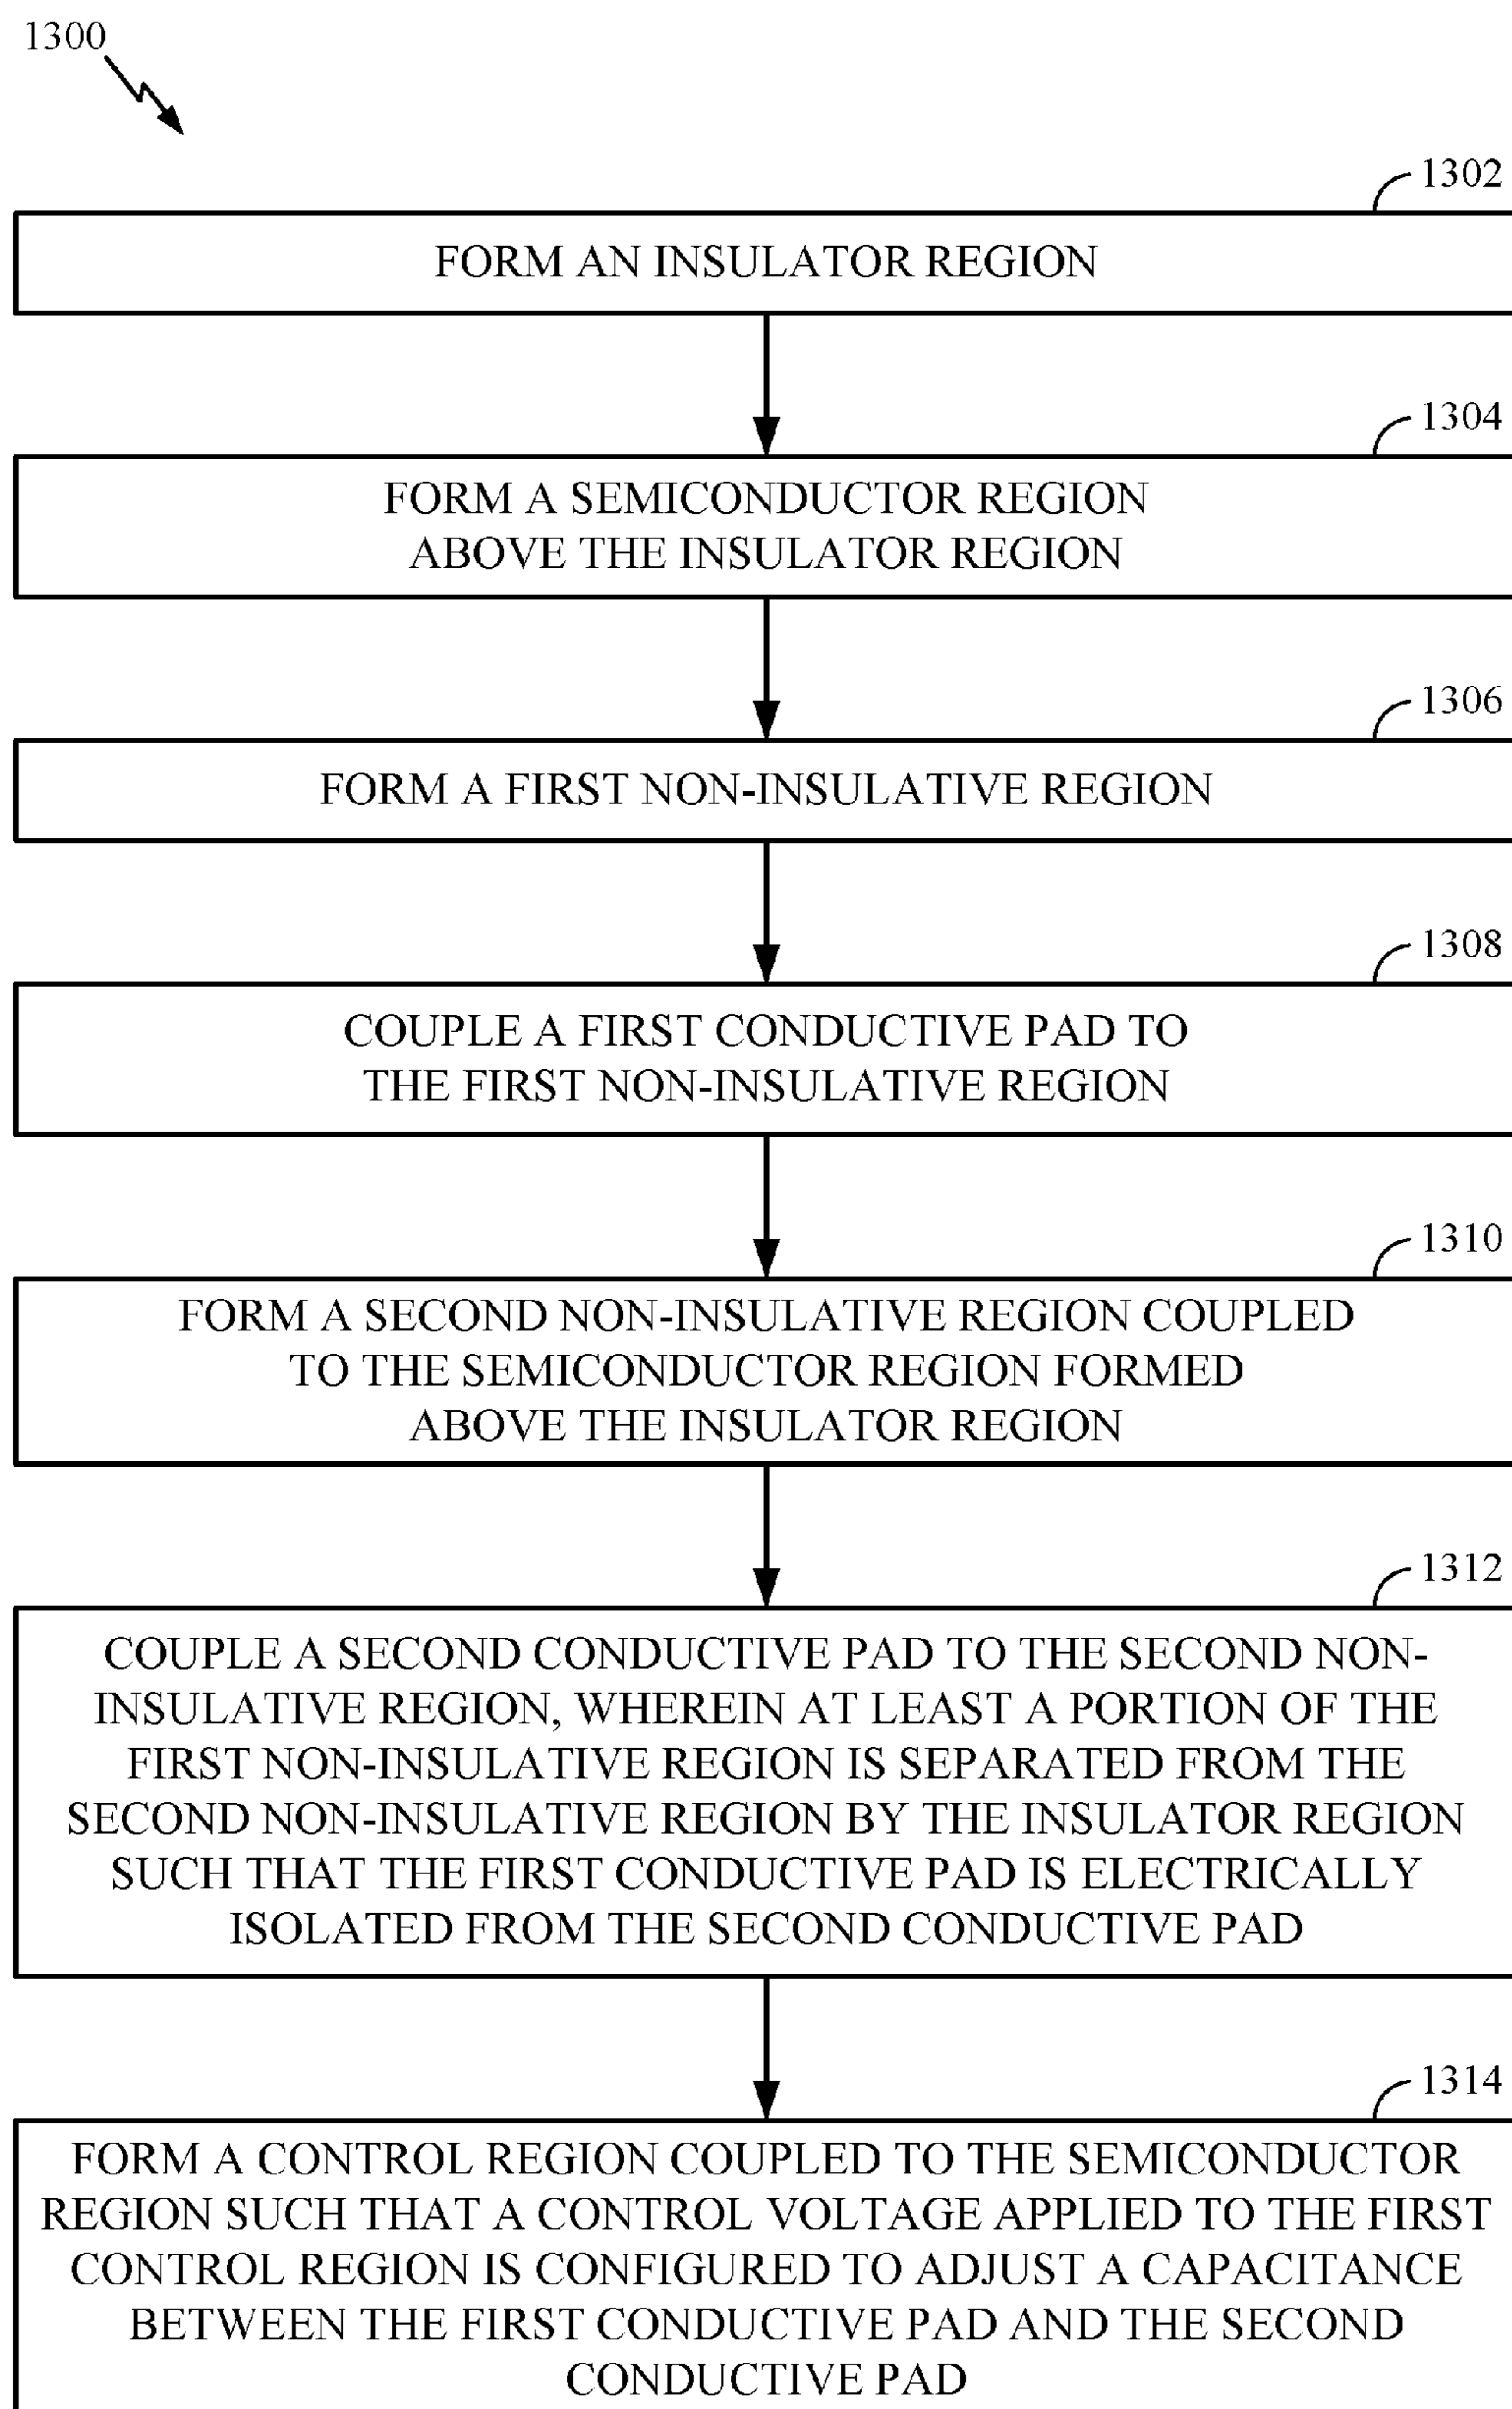 1300
1302
FORM AN INSULATOR REGION
1304
FORM A SEMICONDUCTOR REGION
ABOVE THE INSULATOR REGION
1306
FORM A FIRST NON-INSULATIVE REGION
1308
COUPLE A FIRST CONDUCTIVE PAD TO
THE FIRST NON-INSULATIVE REGION
1310
FORM A SECOND NON-INSULATIVE REGION COUPLED
TO THE SEMICONDUCTOR REGION FORMED
ABOVE THE INSULATOR REGION
1312
COUPLE A SECOND CONDUCTIVE PAD TO THE SECOND NON-
INSULATIVE REGION, WHEREIN AT LEAST A PORTION OF THE
FIRST NON-INSULATIVE REGION IS SEPARATED FROM THE
SECOND NON-INSULATIVE REGION BY THE INSULATOR REGION
SUCH THAT THE FIRST CONDUCTIVE PAD IS ELECTRICALLY
ISOLATED FROM THE SECOND CONDUCTIVE PAD
1314
FORM A CONTROL REGION COUPLED TO THE SEMICONDUCTOR
REGION SUCH THAT A CONTROL VOLTAGE APPLIED TO THE FIRST
CONTROL REGION IS CONFIGURED TO ADJUST A CAPACITANCE
BETWEEN THE FIRST CONDUCTIVE PAD AND THE SECOND
CONDUCTIVE PAD